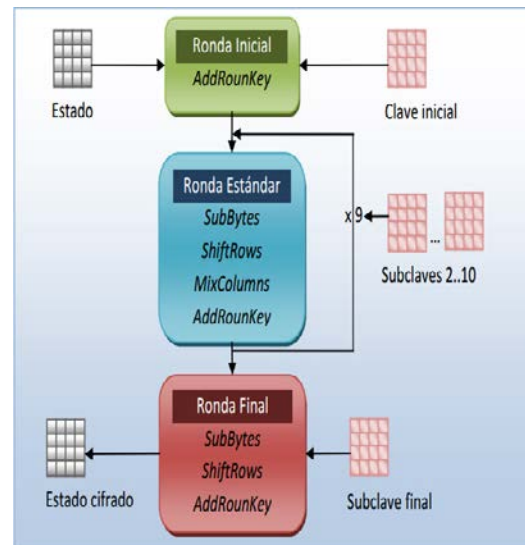 Ronda Inicial
AddRounKey
Estado
Clave inicial
Ronda Estándar
SubBytes
ShiftRows
MixColumns
AddRounKey
x 9
...
Subclaves 2..10
Ronda Final
SubBytes
ShiftRows
AddRounKey
Estado cifrado
Subclave final